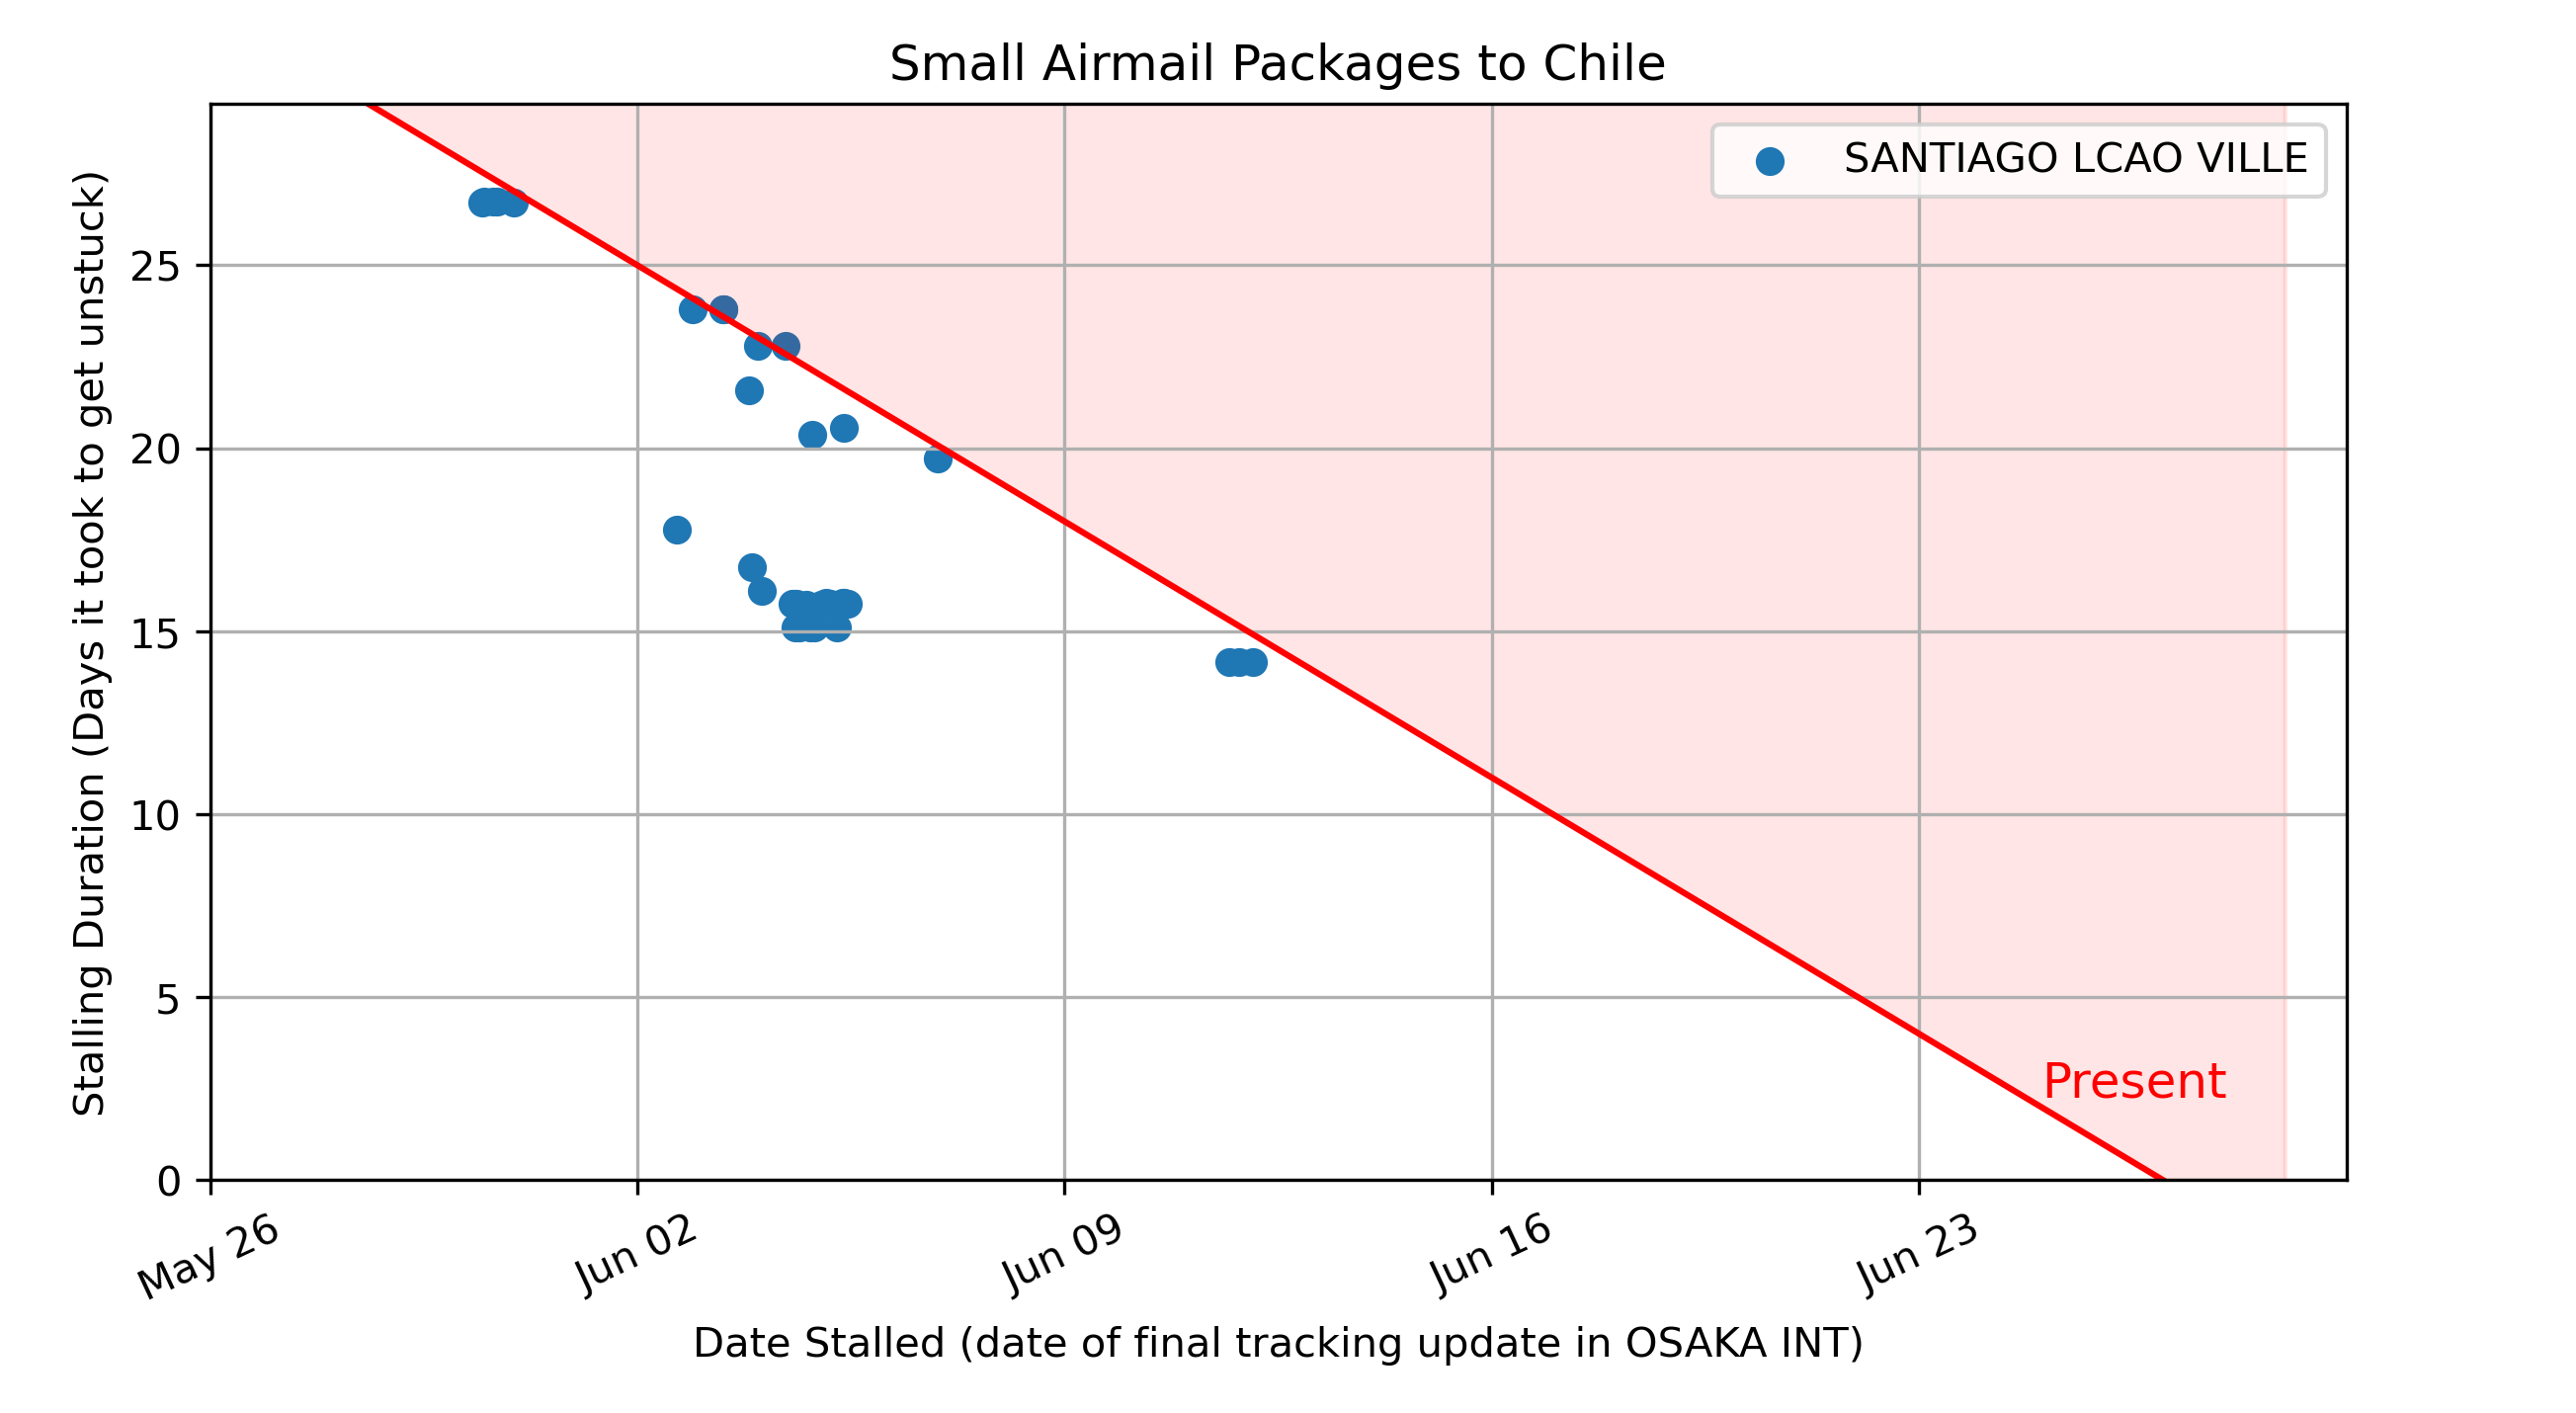 Small Airmail Packages to Chile
SANTIAGO LCAO VILLE
Stalling Duration (Days it took to get unstuck)
25
20
15
10
5
0
Present
May 26
Jun 02
Jun 09
Jun 16
Jun 23
Date Stalled (date of final tracking update in OSAKA INT)